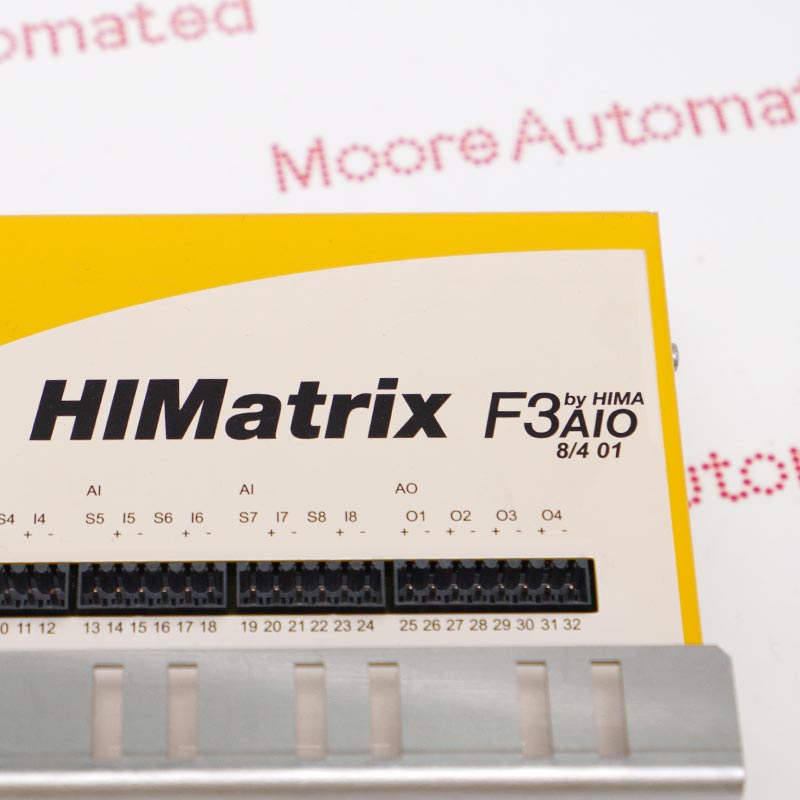 omated
Moore Automated
utom
HIMatrix F3 by HIMA
AIO
8/4 01
AI AI AO
S4 I4 S5 I5 S6 I6 S7 I7 S8 I8 O1 O2 O3 O4
+ - + - + - + - + - + - + - + - + -
0 11 12 13 14 15 16 17 18 19 20 21 22 23 24 25 26 27 28 29 30 31 32